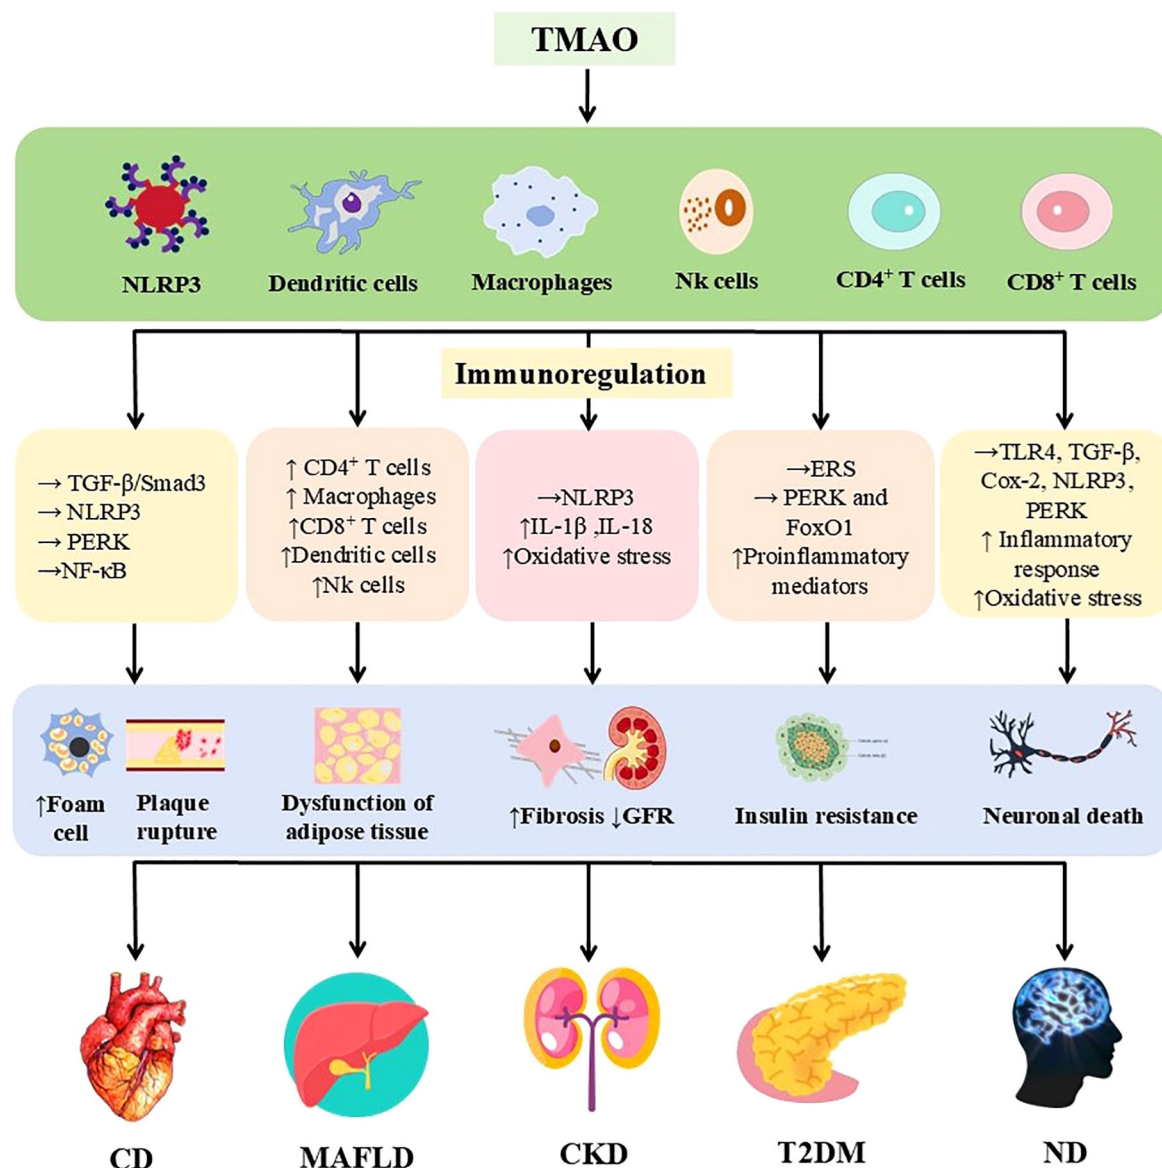 TMAO
NLRP3
Dendritic cells
Macrophages
Nk cells
CD4⁺ T cells
CD8⁺ T cells
Immunoregulation
→ TGF-β/Smad3
→ NLRP3
→ PERK
→NF-κB
↑ CD4⁺ T cells
↑ Macrophages
↑CD8⁺ T cells
↑Dendritic cells
↑Nk cells
→NLRP3
↑IL-1β ,IL-18
↑Oxidative stress
→ERS
→ PERK and
FoxO1
↑Proinflammatory
mediators
→TLR4, TGF-β,
Cox-2, NLRP3,
PERK
↑ Inflammatory
response
↑Oxidative stress
↑Foam
cell
Plaque
rupture
Dysfunction of
adipose tissue
↑Fibrosis ↓GFR
Insulin resistance
Neuronal death
CD
MAFLD
CKD
T2DM
ND